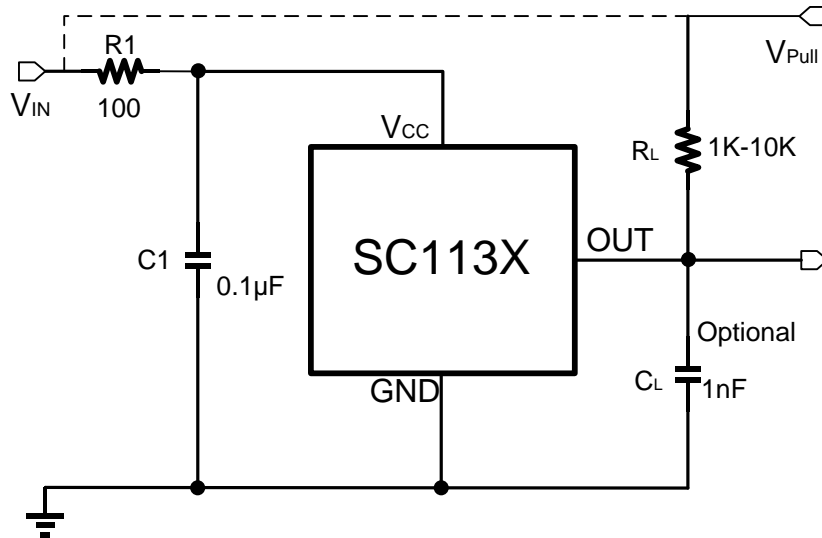 R1
VPull
VIN
100
VCC
RL
1K-10K
SC113X
OUT
C1
0.1µF
Optional
GND
CL
1nF